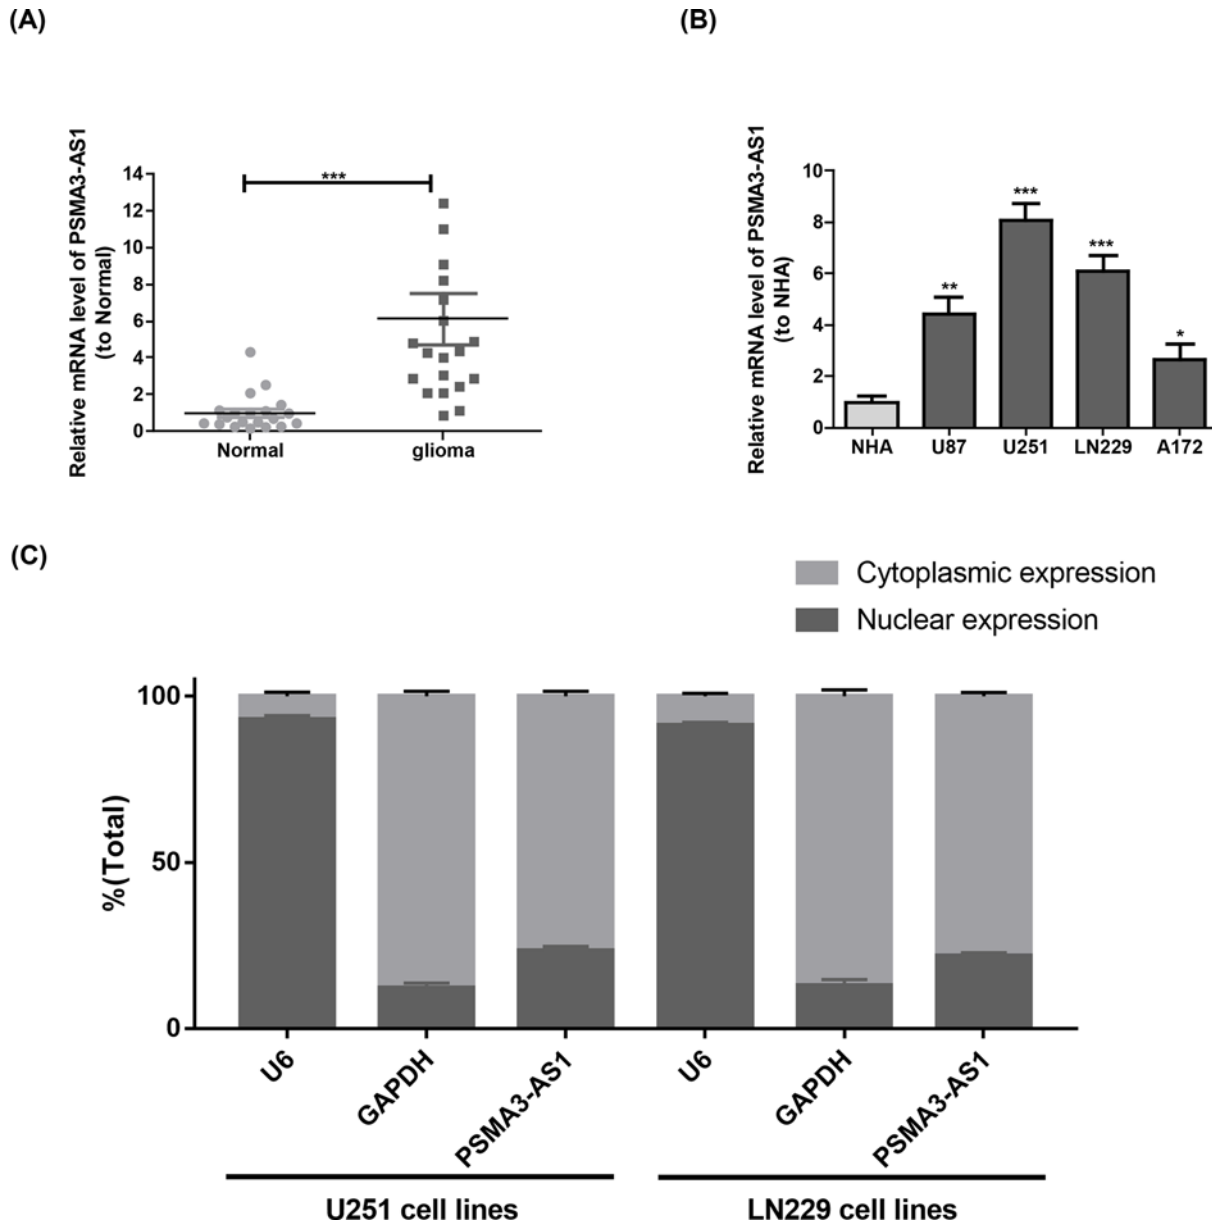 (A)
Relative mRNA level of PSMA3-AS1
(to Normal)
14
12
10
8
6
4
2
0
***
Normal glioma
(B)
Relative mRNA level of PSMA3-AS1
(to NHA)
10
8
6
4
2
0
**
***
***
*
NHA U87 U251 LN229 A172
(C)
Cytoplasmic expression
Nuclear expression
%(Total)
100
50
0
U6 GAPDH PSMA3-AS1 U6 GAPDH PSMA3-AS1
U251 cell lines LN229 cell lines